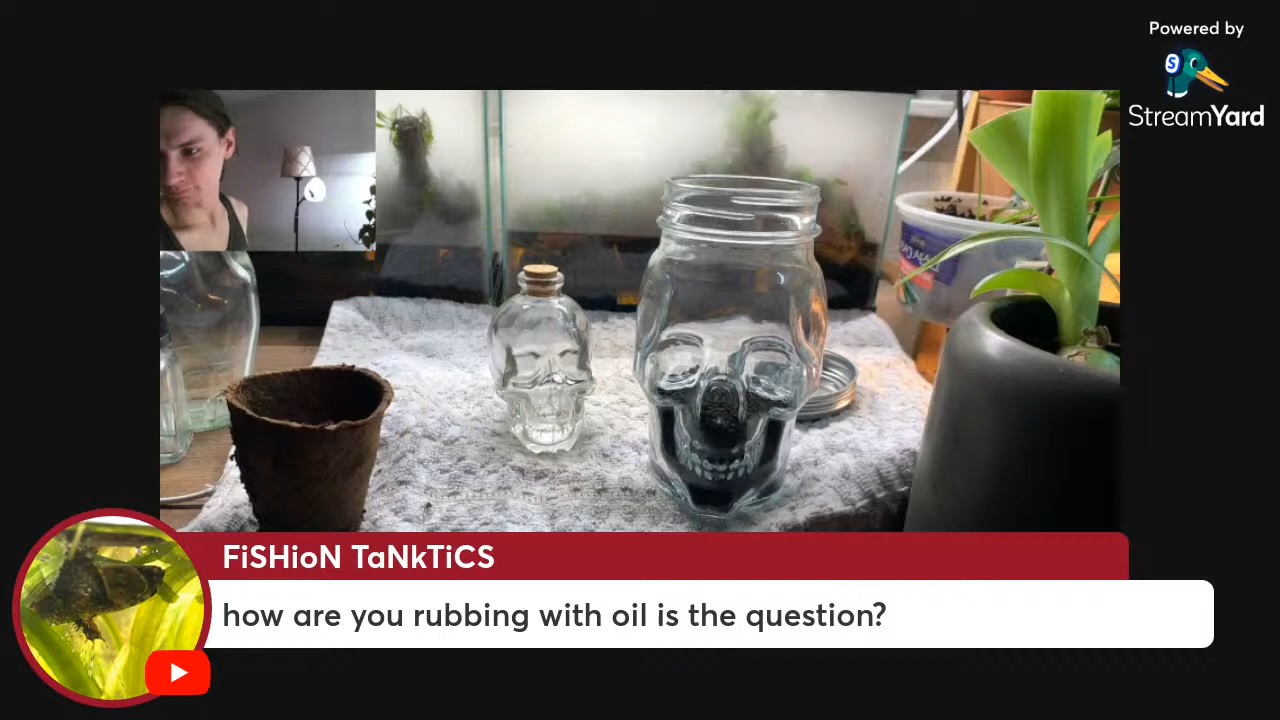 Powered by
StreamYard
FiSHioN TaNkTiCS
how are you rubbing with oil is the question?